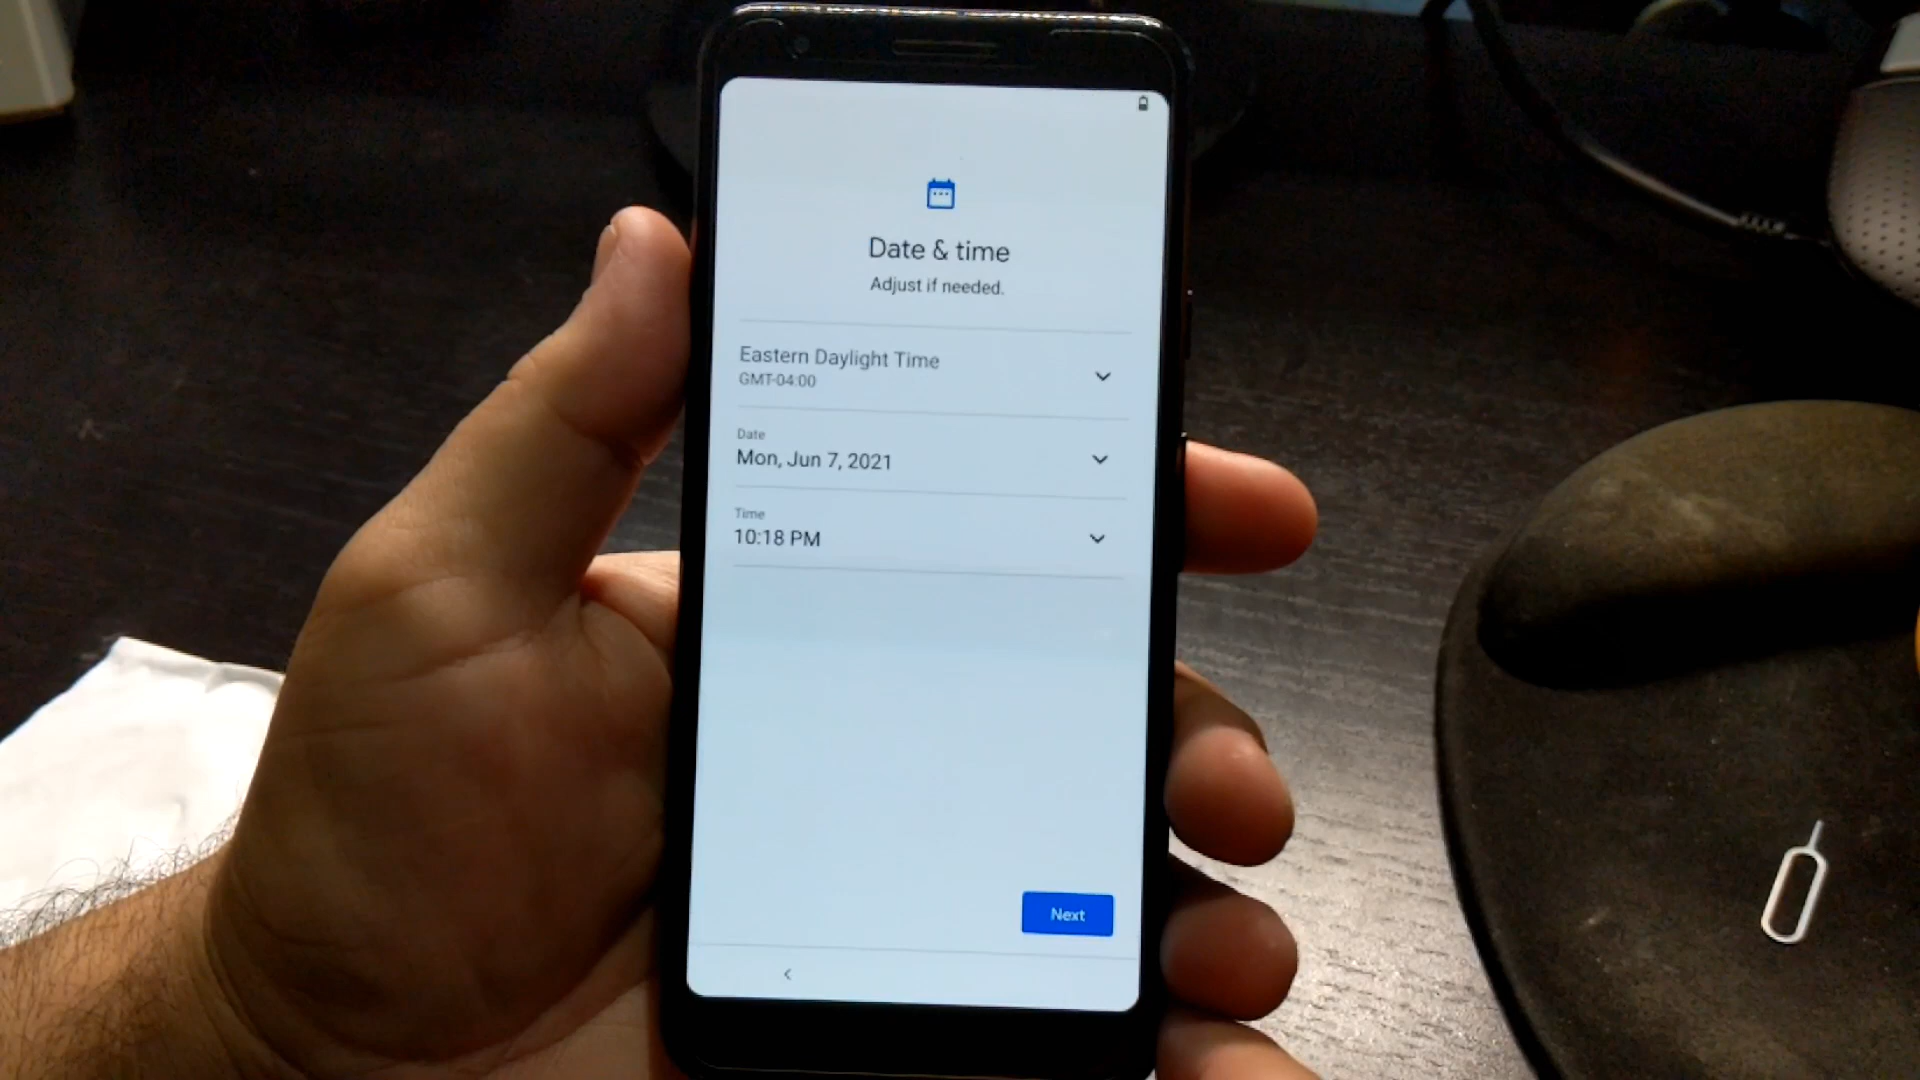 Date & time
Adjust if needed.
Eastern Daylight Time
GMT-04:00
Date
Mon, Jun 7, 2021
Time
10:18 PM
Next